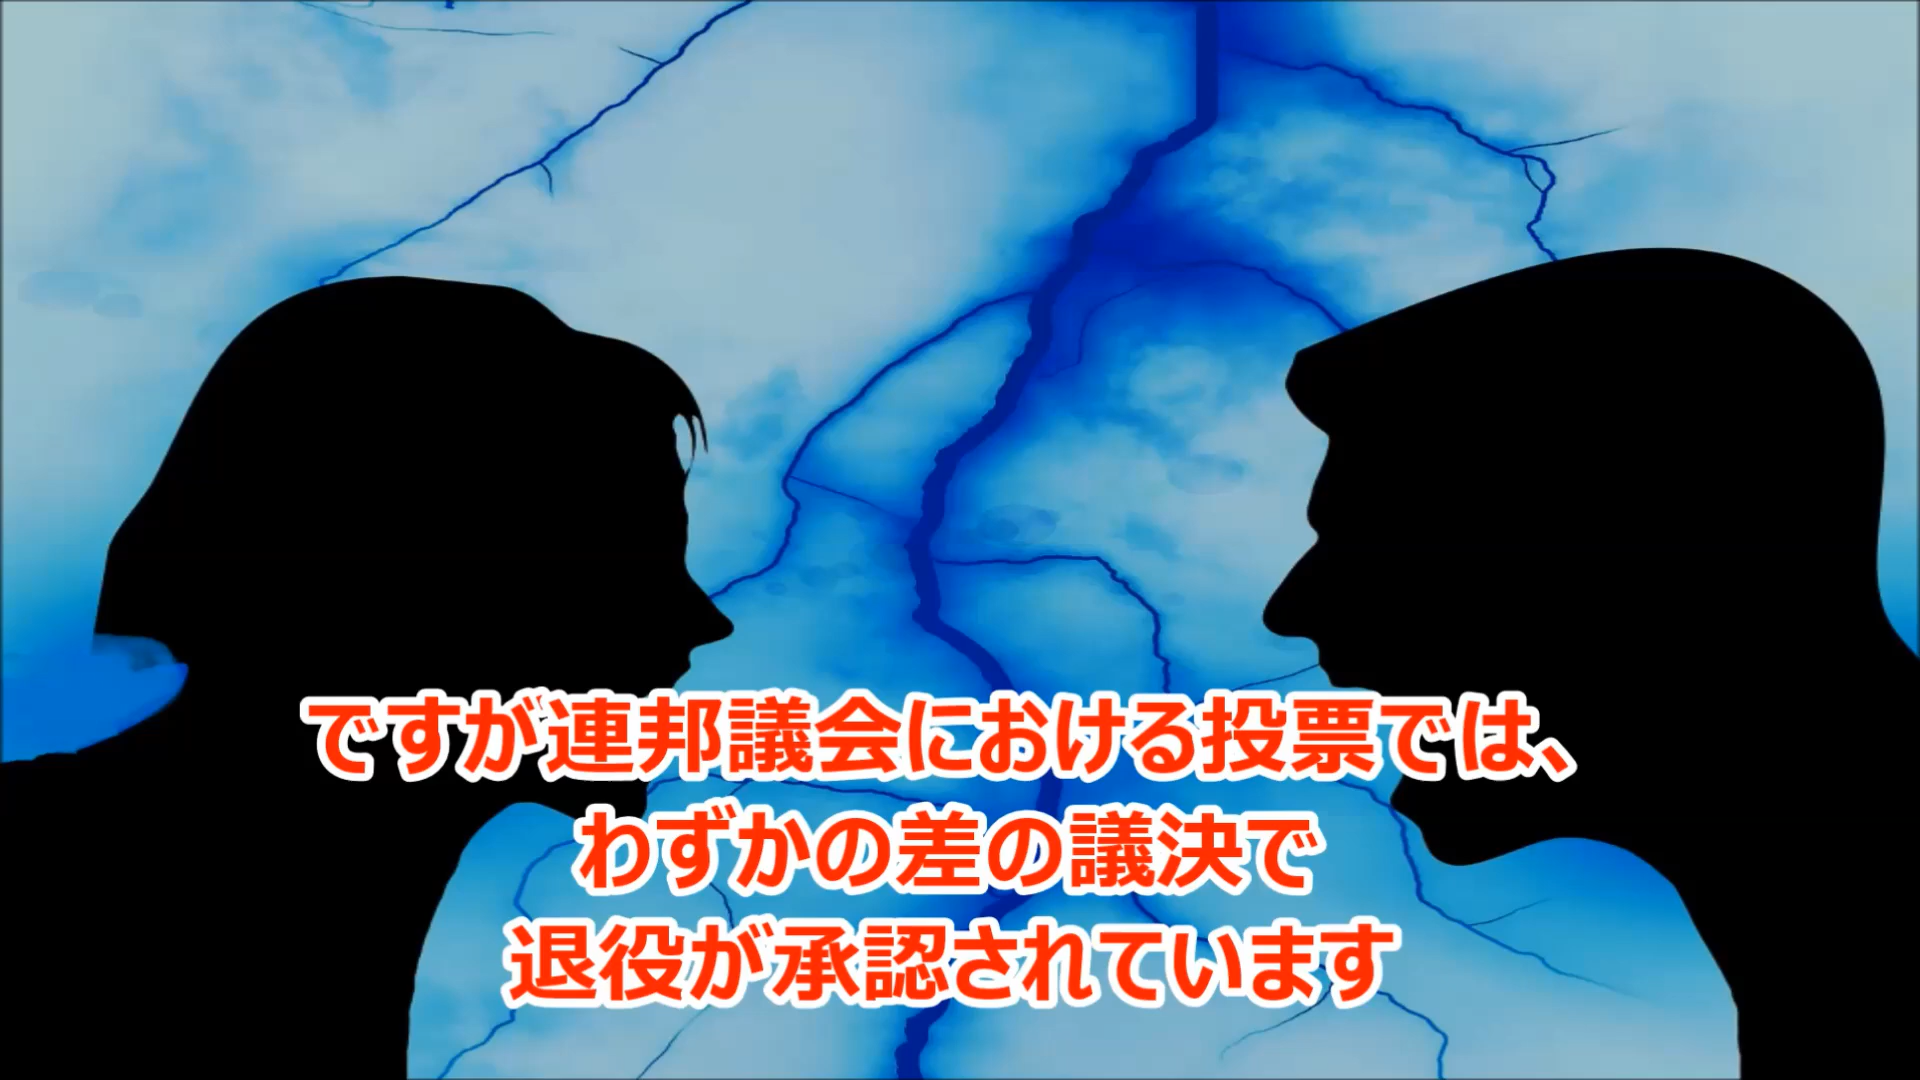 ですが連邦議会における投票では、
わずかの差の議決で
退役が承認されています